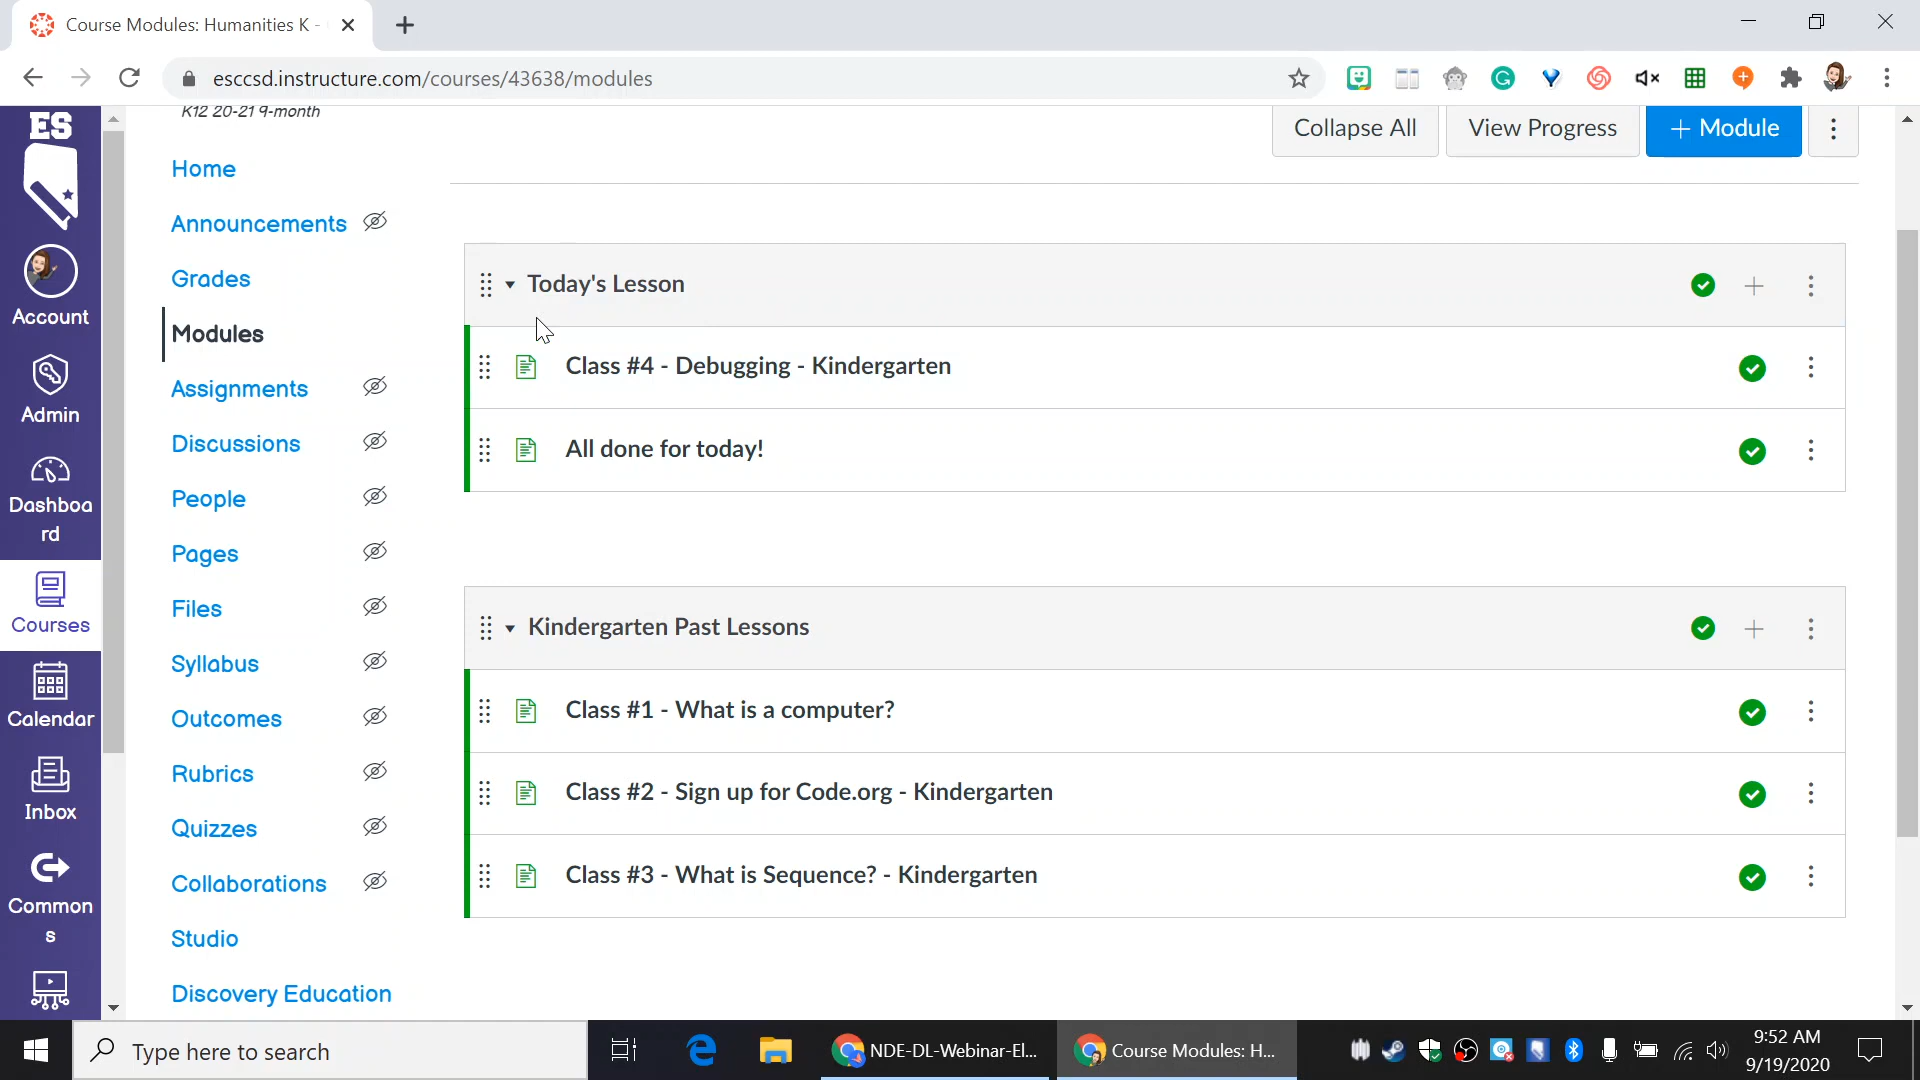 Course Modules: Humanities K -
esccsd.instructure.com/courses/43638/modules
ES
Account
Admin
Dashboa
rd
Courses
Calendar
Inbox
Common
s
K12 20-21 9-month
Home
Announcements
Grades
Modules
Assignments
Discussions
People
Pages
Files
Syllabus
Outcomes
Rubrics
Quizzes
Collaborations
Studio
Discovery Education
Collapse All
View Progress
+ Module
Today's Lesson
Class #4 - Debugging - Kindergarten
All done for today!
Kindergarten Past Lessons
Class #1 - What is a computer?
Class #2 - Sign up for Code.org - Kindergarten
Class #3 - What is Sequence? - Kindergarten
Type here to search
NDE-DL-Webinar-El...
Course Modules: H...
9:52 AM
9/19/2020